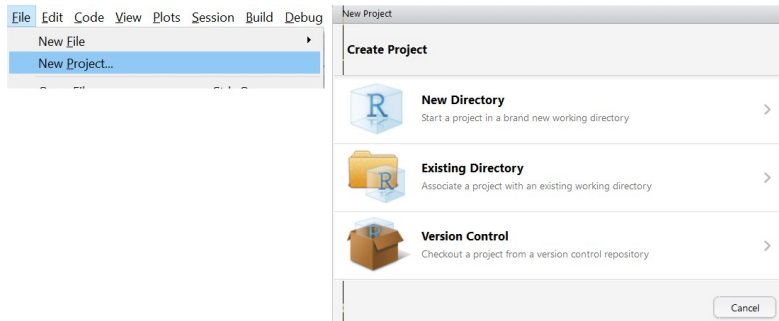 File Edit Code View Plots Session Build Debug
New File
New Project...
New Project
Create Project
R
New Directory
Start a project in a brand new working directory
R
Existing Directory
Associate a project with an existing working directory
R
Version Control
Checkout a project from a version control repository
Cancel